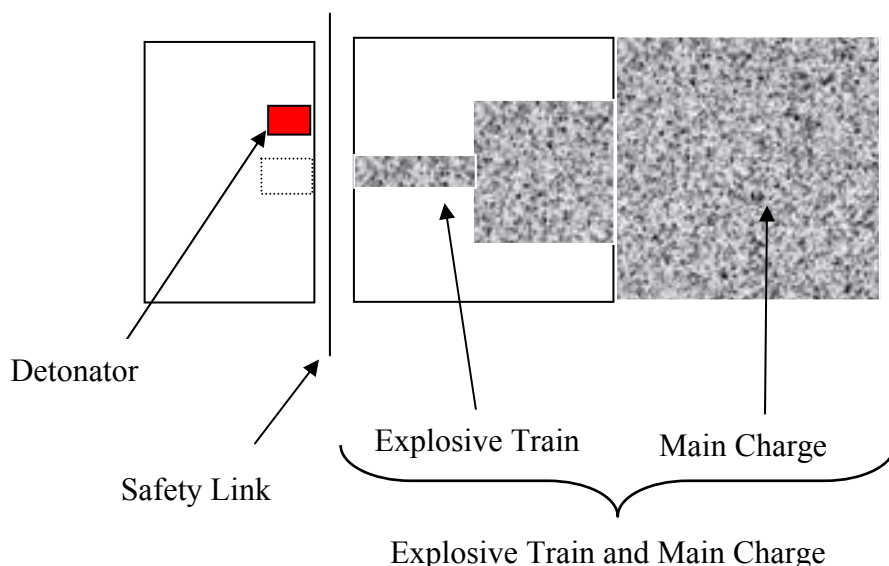 Detonator
Safety Link
Explosive Train
Main Charge
Explosive Train and Main Charge